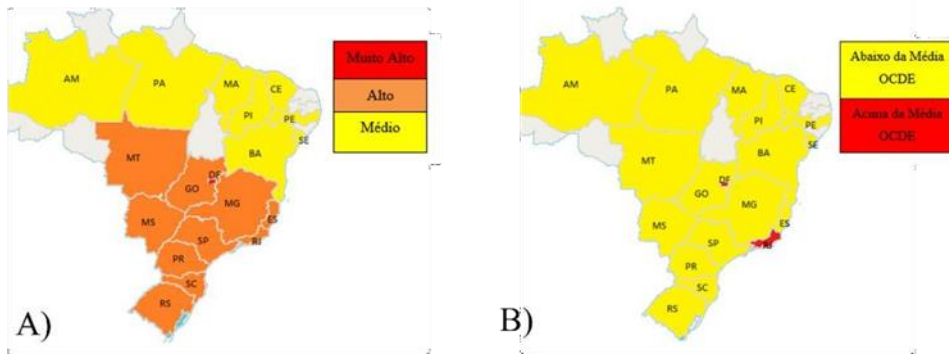 AM
PA
MA
CE
PI
PE
SE
BA
MT
DF
GO
MG
ES
MS
SP
RJ
PR
SC
RS
Muito Alto
Alto
Médio
A)
AM
PA
MA
CE
PI
PE
SE
BA
MT
DF
GO
MG
ES
MS
SP
RJ
PR
SC
RS
Abaixo da Média
OCDE
Acima da Média
OCDE
B)